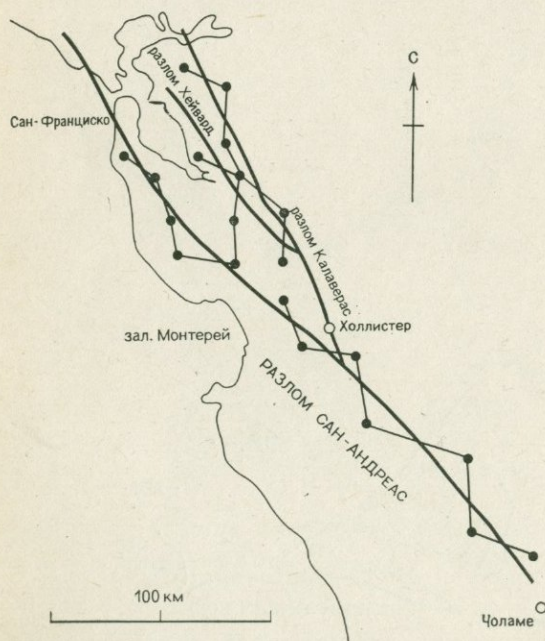 С
разлом Хейвард
Сан-Франциско
разлом Калаверас
Холлистер
зал. Монтерей
РАЗЛОМ САН-АНДРЕАС
100 км
Чоламе